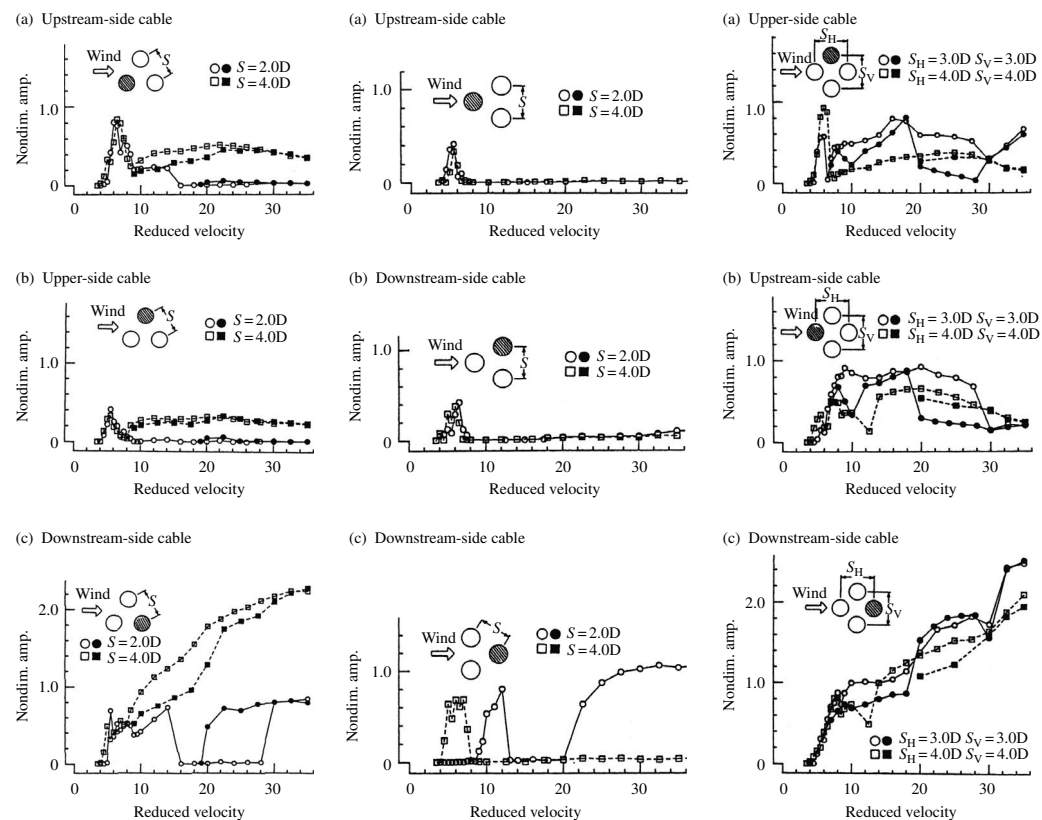 (a) Upstream-side cable
Nondim. amp.
Wind
S
S = 2.0D
S = 4.0D
1.0
0
0 10 20 30
Reduced velocity
(b) Upper-side cable
Nondim. amp.
Wind
S
S = 2.0D
S = 4.0D
1.0
0
0 10 20 30
Reduced velocity
(c) Downstream-side cable
Nondim. amp.
Wind
S
S = 2.0D
S = 4.0D
2.0
1.0
0
0 10 20 30
Reduced velocity
(a) Upstream-side cable
Nondim. amp.
Wind
S
S = 2.0D
S = 4.0D
1.0
0
0 10 20 30
Reduced velocity
(b) Downstream-side cable
Nondim. amp.
Wind
S
S = 2.0D
S = 4.0D
1.0
0
0 10 20 30
Reduced velocity
(c) Downstream-side cable
Nondim. amp.
Wind
S
S = 2.0D
S = 4.0D
1.0
0
0 10 20 30
Reduced velocity
(a) Upper-side cable
Nondim. amp.
Wind
SH
SV
SH = 3.0D SV = 3.0D
SH = 4.0D SV = 4.0D
1.0
0
0 10 20 30
Reduced velocity
(b) Upstream-side cable
Nondim. amp.
Wind
SH
SV
SH = 3.0D SV = 3.0D
SH = 4.0D SV = 4.0D
1.0
0
0 10 20 30
Reduced velocity
(c) Downstream-side cable
Nondim. amp.
Wind
SH
SV
2.0
1.0
0
SH = 3.0D SV = 3.0D
SH = 4.0D SV = 4.0D
0 10 20 30
Reduced velocity